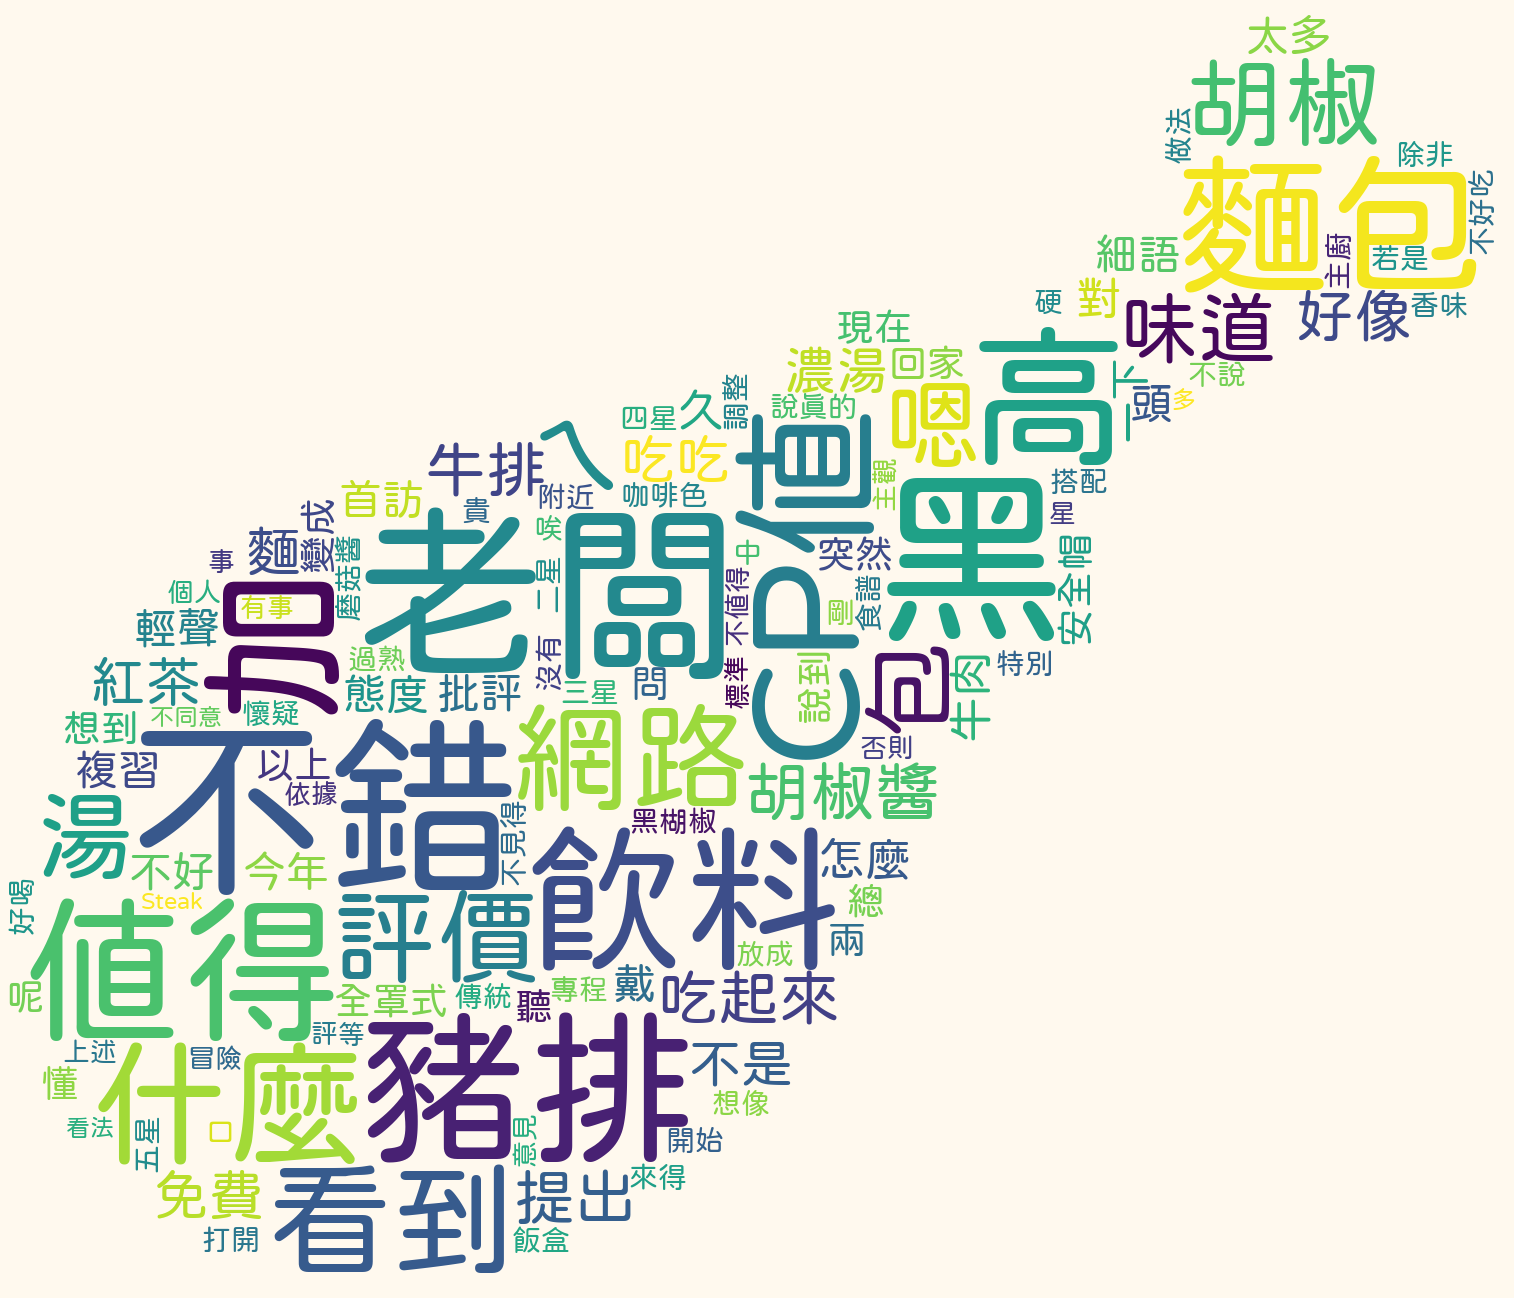 太多
胡椒
做法
除非
麵包
不好吃
細語
主廚
若是
硬
對
味道
好像
香味
現在
高
濃湯
回家
一下
不說
頭
多
調整
四星
久
說真的
嗯
牛排
八
吃吃
CP值
主觀
搭配
首訪
貴
附近
咖啡色
黑
星
變成
老闆
唉
麵
磨菇醬
二星
中
突然
安全帽
事
個人
有事
不值得
食譜
剛
輕聲
加
過熟
沒有
標準
說到
包
牛肉
特別
紅茶
態度
批評
三星
問
不同意
懷疑
想到
不錯
網路
否則
複習
以上
依據
胡椒醬
湯
黑楜椒
不見得
飲料
怎麼
不好
今年
好喝
Steak
值得
評價
總
兩
放成
呢
全罩式
傳統
聽
專程
戴
吃起來
評等
上述
冒險
什麼
豬排
不是
懂
想像
看法
五星
口
意見
開始
免費
看到
提出
來得
打開
飯盒